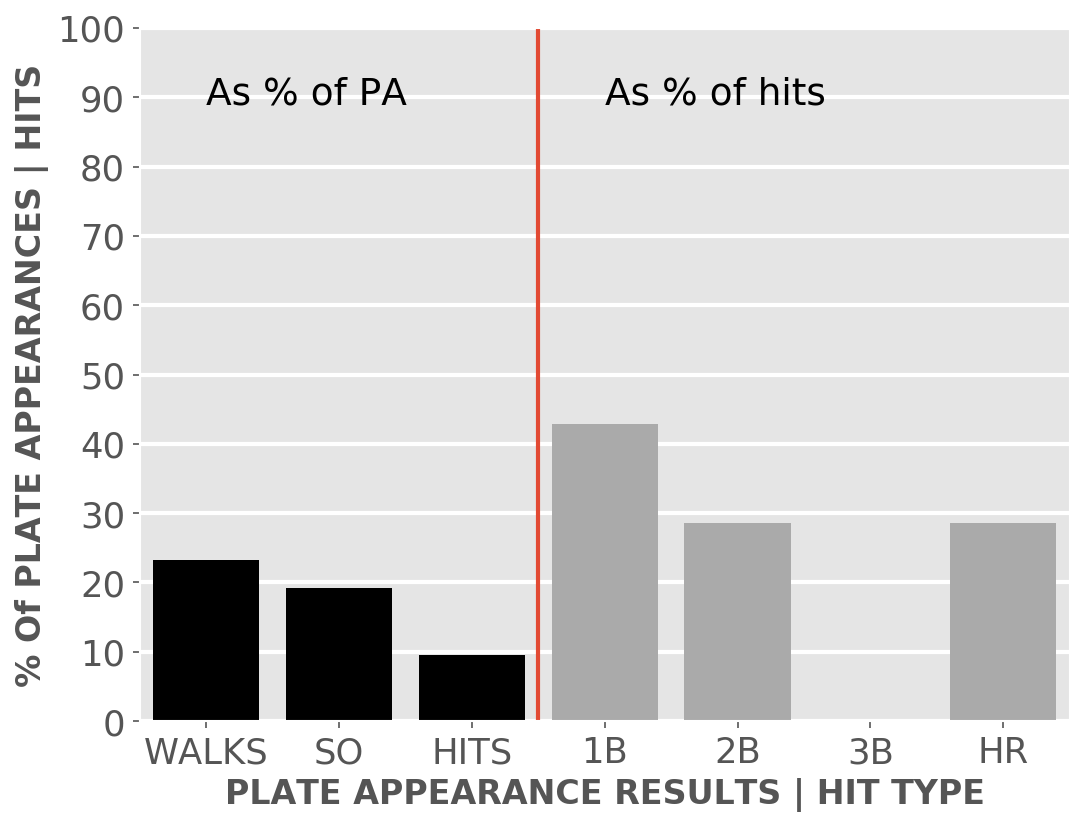 100
90
80
70
60
50
40
30
20
10
0
% Of PLATE APPEARANCES | HITS
As % of PA
As % of hits
WALKS SO HITS 1B 2B 3B HR
PLATE APPEARANCE RESULTS | HIT TYPE